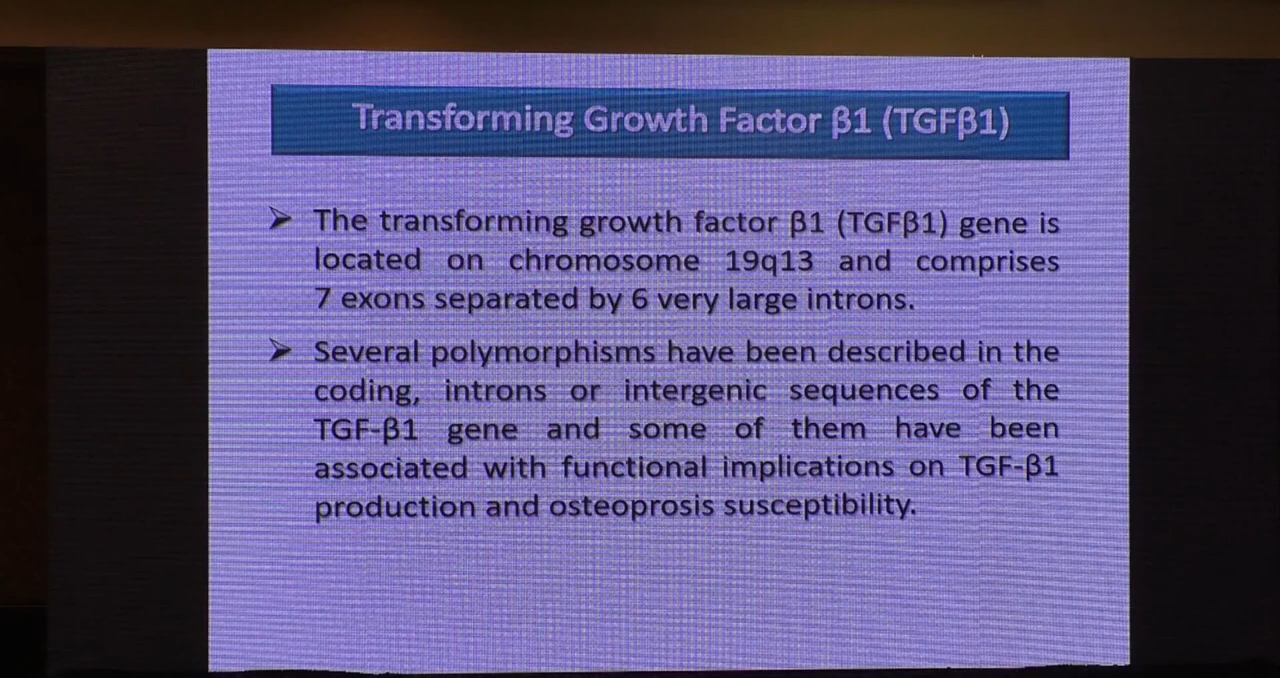 Transforming Growth Factor β1 (TGFβ1)
➢ The transforming growth factor β1 (TGFβ1) gene is
located on chromosome 19q13 and comprises
7 exons separated by 6 very large introns.
➢ Several polymorphisms have been described in the
coding, introns or intergenic sequences of the
TGF-β1 gene and some of them have been
associated with functional implications on TGF-β1
production and osteoprosis susceptibility.